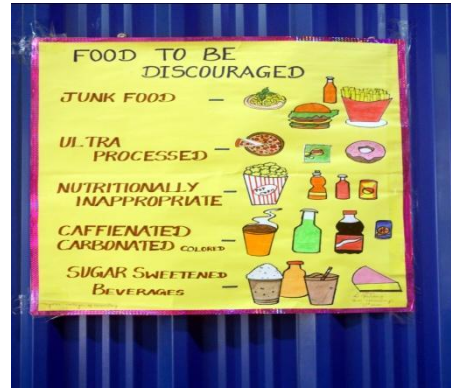 FOOD TO BE
DISCOURAGED
JUNK FOOD –
ULTRA
PROCESSED –
NUTRITIONALLY
INAPPROPRIATE –
CAFFIENATED
CARBONATED COLORED –
SUGAR SWEETENED
BEVERAGES –